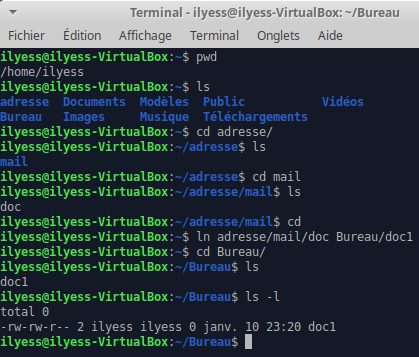 Terminal - ilyess@ilyess-VirtualBox: ~/Bureau
Fichier Édition Affichage Terminal Onglets Aide
ilyess@ilyess-VirtualBox:~$ pwd
/home/ilyess
ilyess@ilyess-VirtualBox:~$ ls
adresse Documents Modèles Public Vidéos
Bureau Images Musique Téléchargements
ilyess@ilyess-VirtualBox:~$ cd adresse/
ilyess@ilyess-VirtualBox:~/adresse$ ls
mail
ilyess@ilyess-VirtualBox:~/adresse$ cd mail
ilyess@ilyess-VirtualBox:~/adresse/mail$ ls
doc
ilyess@ilyess-VirtualBox:~/adresse/mail$ cd
ilyess@ilyess-VirtualBox:~$ ln adresse/mail/doc Bureau/doc1
ilyess@ilyess-VirtualBox:~$ cd Bureau/
ilyess@ilyess-VirtualBox:~/Bureau$ ls
doc1
ilyess@ilyess-VirtualBox:~/Bureau$ ls -l
total 0
-rw-rw-r-- 2 ilyess ilyess 0 janv. 10 23:20 doc1
ilyess@ilyess-VirtualBox:~/Bureau$